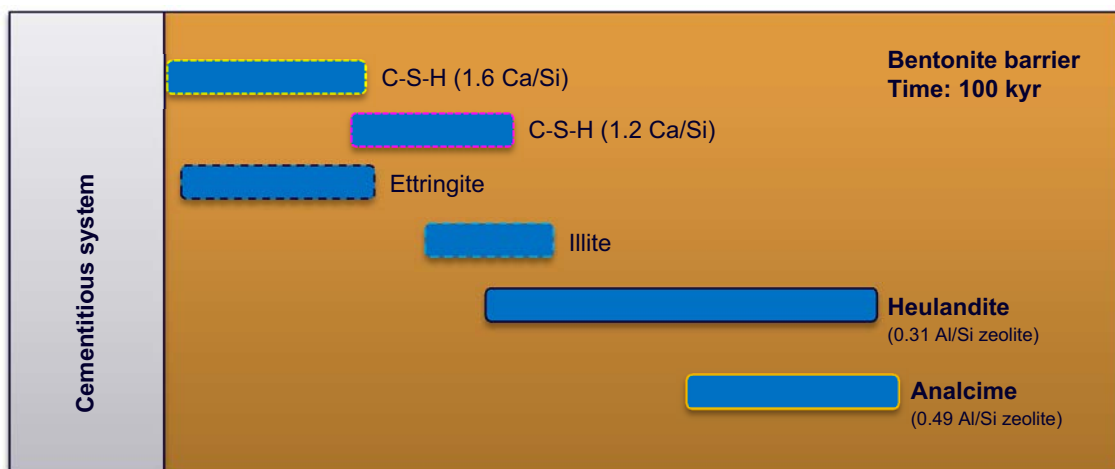 Cementitious system
Bentonite barrier
Time: 100 kyr
C-S-H (1.6 Ca/Si)
C-S-H (1.2 Ca/Si)
Ettringite
Illite
Heulandite
(0.31 Al/Si zeolite)
Analcime
(0.49 Al/Si zeolite)